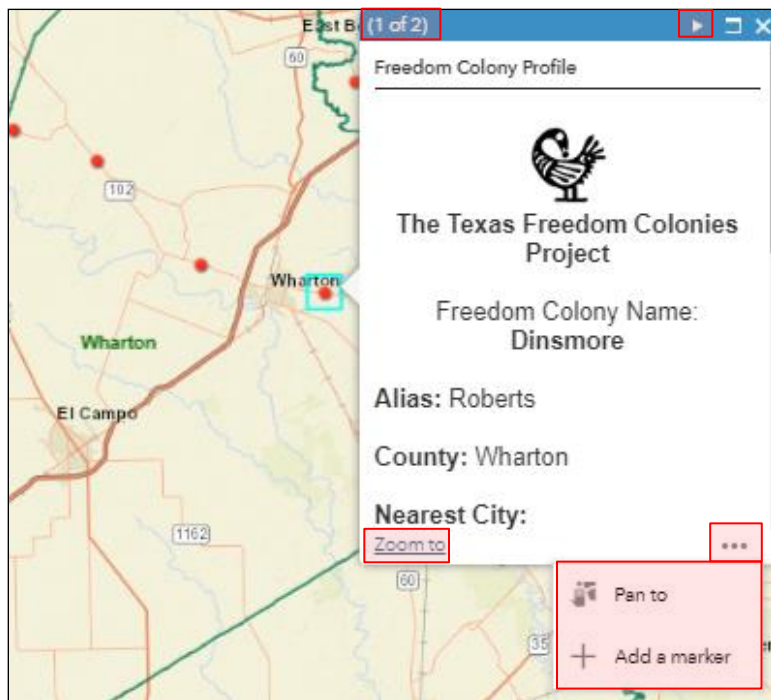 East B
(1 of 2)
60
Freedom Colony Profile
102
The Texas Freedom Colonies
Project
Wharton
Freedom Colony Name:
Dinsmore
Wharton
Alias: Roberts
El Campo
County: Wharton
Nearest City:
1162
Zoom to
60
Pan to
35
Add a marker